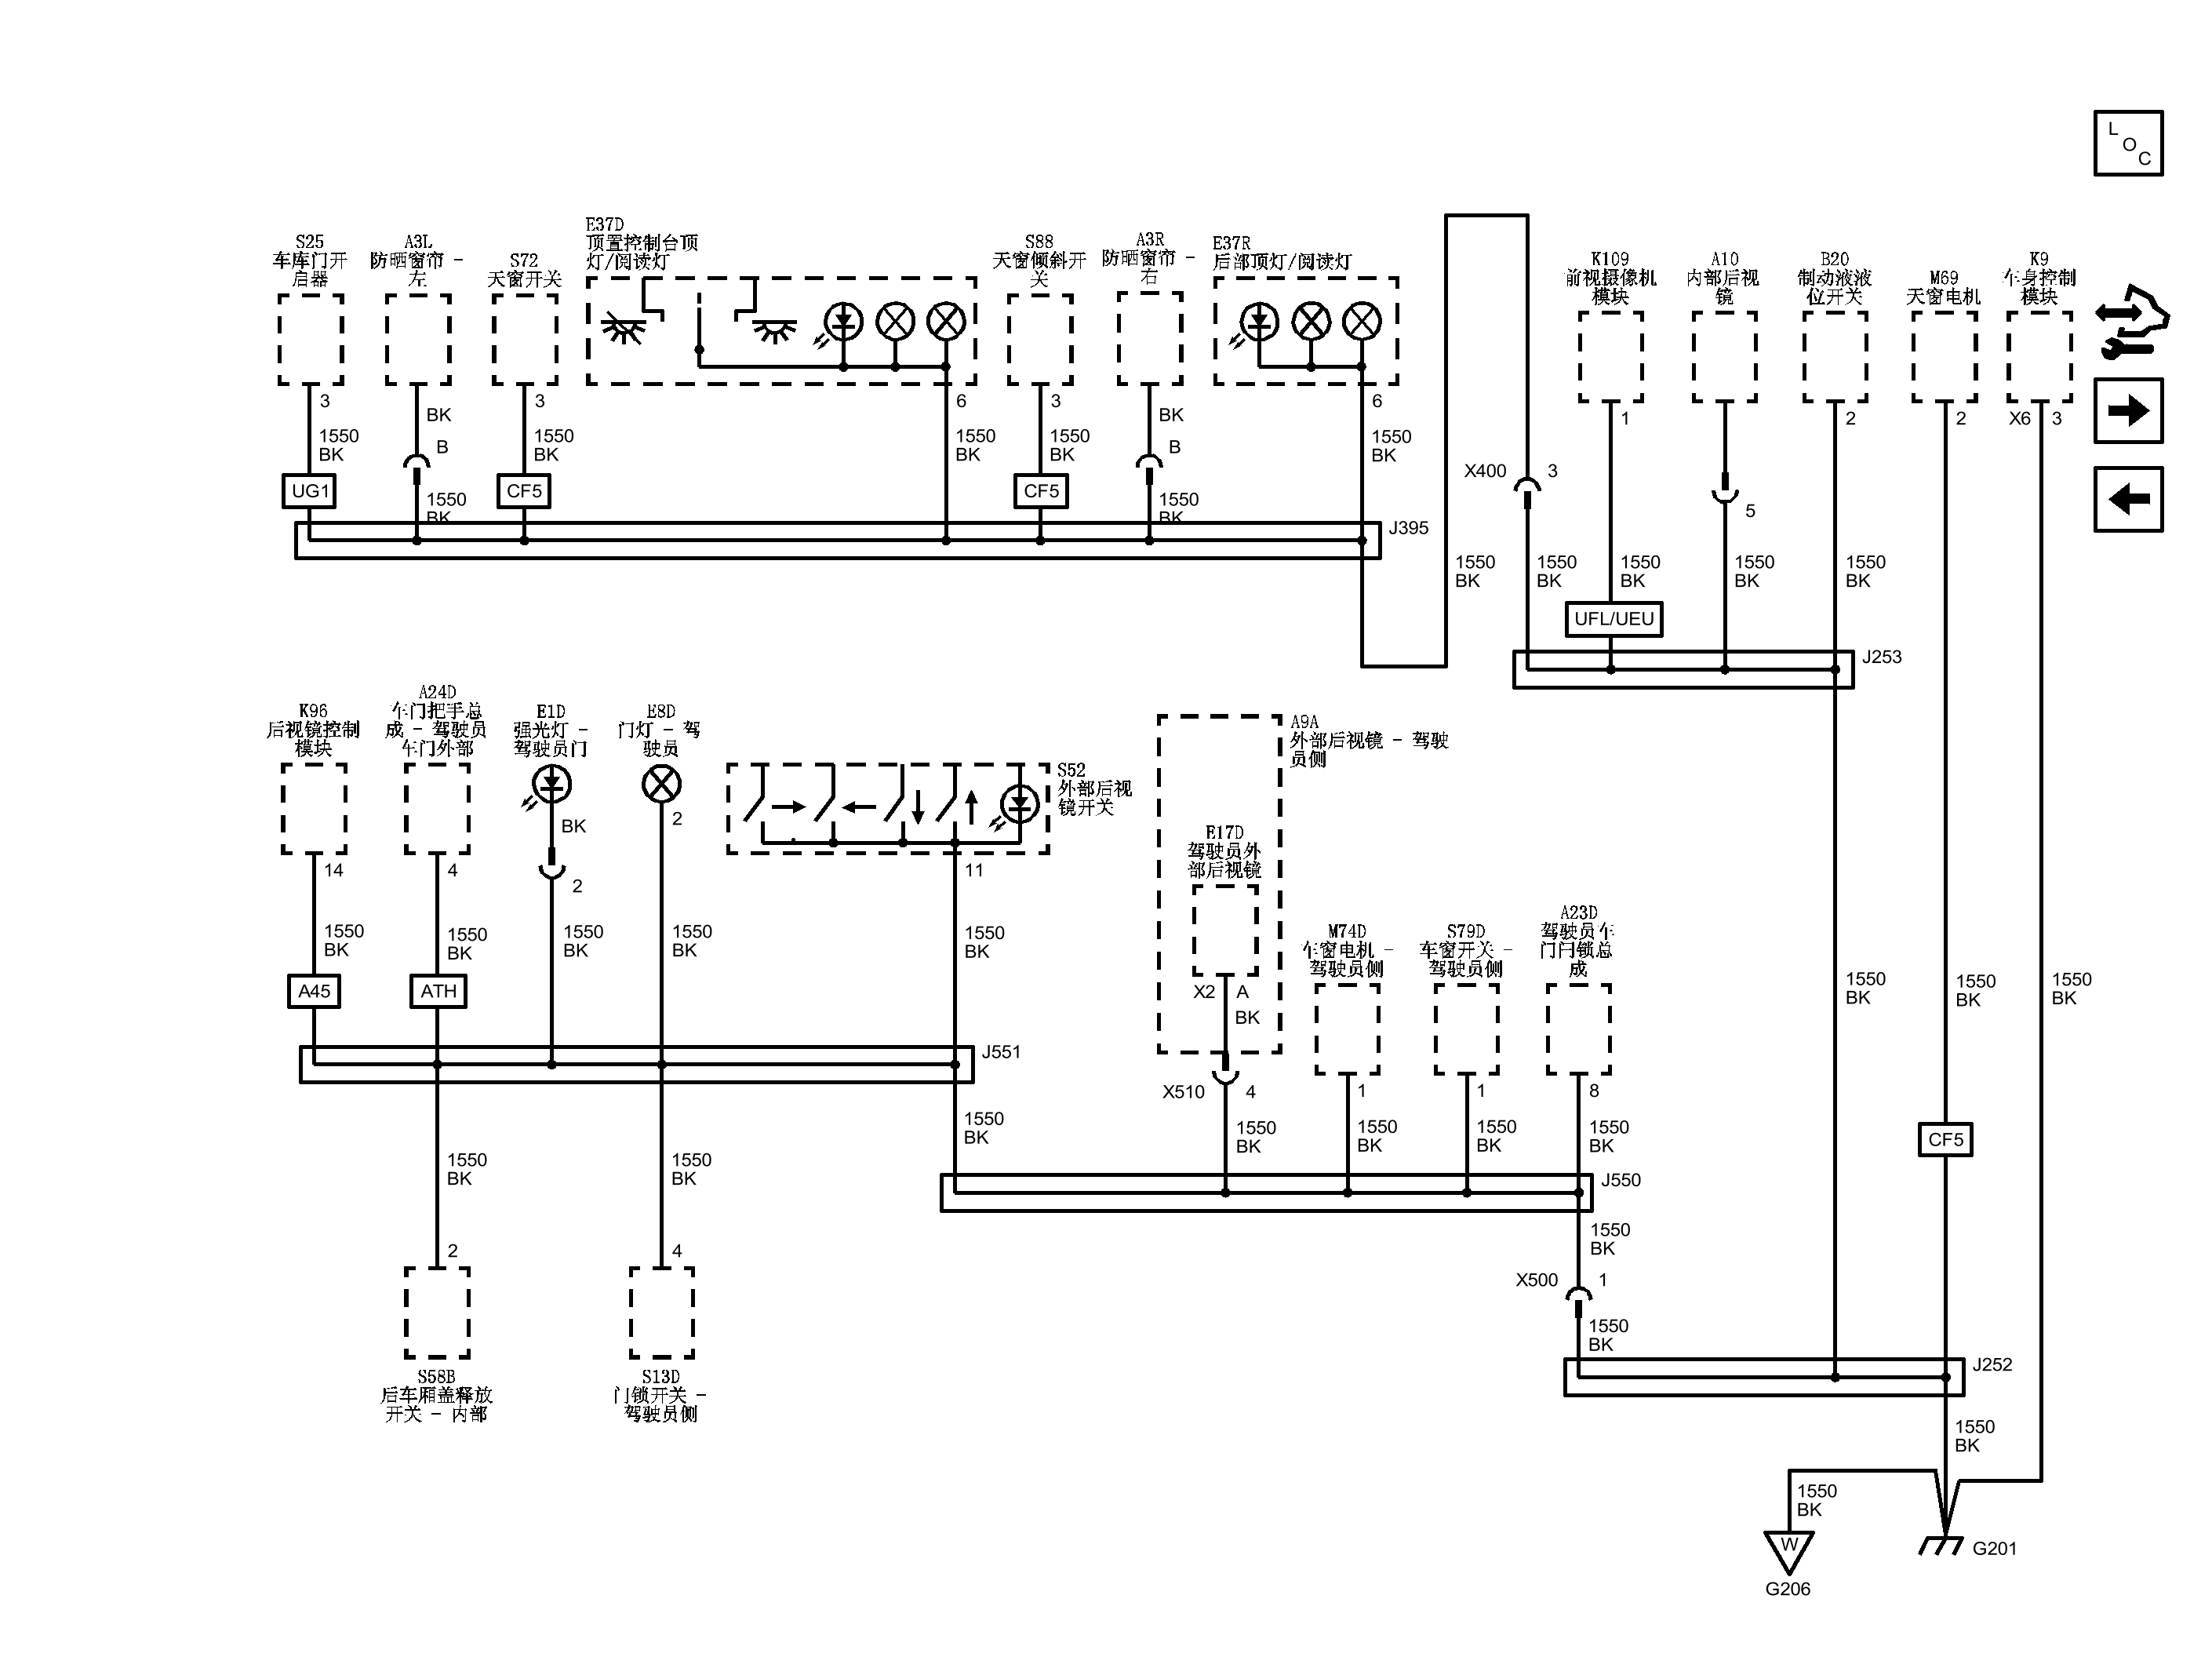 L
O
C
S25
车库门开
启器
A3L
防晒窗帘 -
左
S72
天窗开关
E37D
顶置控制台顶
灯/阅读灯
S88
天窗倾斜开
关
A3R
防晒窗帘 -
右
E37R
后部顶灯/阅读灯
K109
前视摄像机
模块
A10
内部后视
镜
B20
制动液液
位开关
M69
天窗电机
K9
车身控制
模块
3
BK
3
6
3
BK
6
1
2
2
X6
3
1550
BK
B
1550
BK
1550
BK
1550
BK
B
1550
BK
X400
3
UG1
1550
BK
CF5
CF5
1550
BK
5
J395
1550
BK
1550
BK
1550
BK
1550
BK
1550
BK
UFL/UEU
J253
K96
后视镜控制
模块
A24D
车门把手总
成 - 驾驶员
车门外部
E1D
强光灯 -
驾驶员门
E8D
门灯 - 驾
驶员
S52
外部后视
镜开关
A9A
外部后视镜 - 驾驶
员侧
BK
2
E17D
驾驶员外
部后视镜
14
4
2
11
1550
BK
1550
BK
1550
BK
1550
BK
1550
BK
M74D
车窗电机 -
驾驶员侧
S79D
车窗开关 -
驾驶员侧
A23D
驾驶员车
门闩锁总
成
A45
ATH
X2
A
BK
1550
BK
1550
BK
1550
BK
J551
X510
4
1
1
8
1550
BK
1550
BK
1550
BK
1550
BK
1550
BK
CF5
1550
BK
1550
BK
J550
2
4
1550
BK
X500
1
1550
BK
J252
S58B
后车厢盖释放
开关 - 内部
S13D
门锁开关 -
驾驶员侧
1550
BK
1550
BK
W
G206
G201